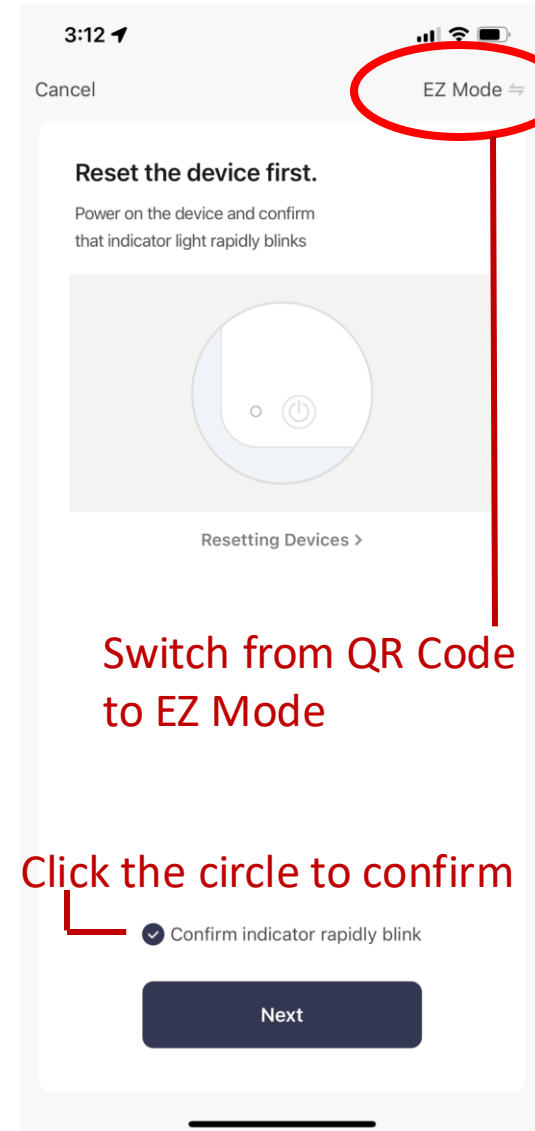 3:12
Cancel
EZ Mode
Reset the device first.
Power on the device and confirm
that indicator light rapidly blinks
Resetting Devices >
Switch from QR Code
to EZ Mode
Click the circle to confirm
Confirm indicator rapidly blink
Next